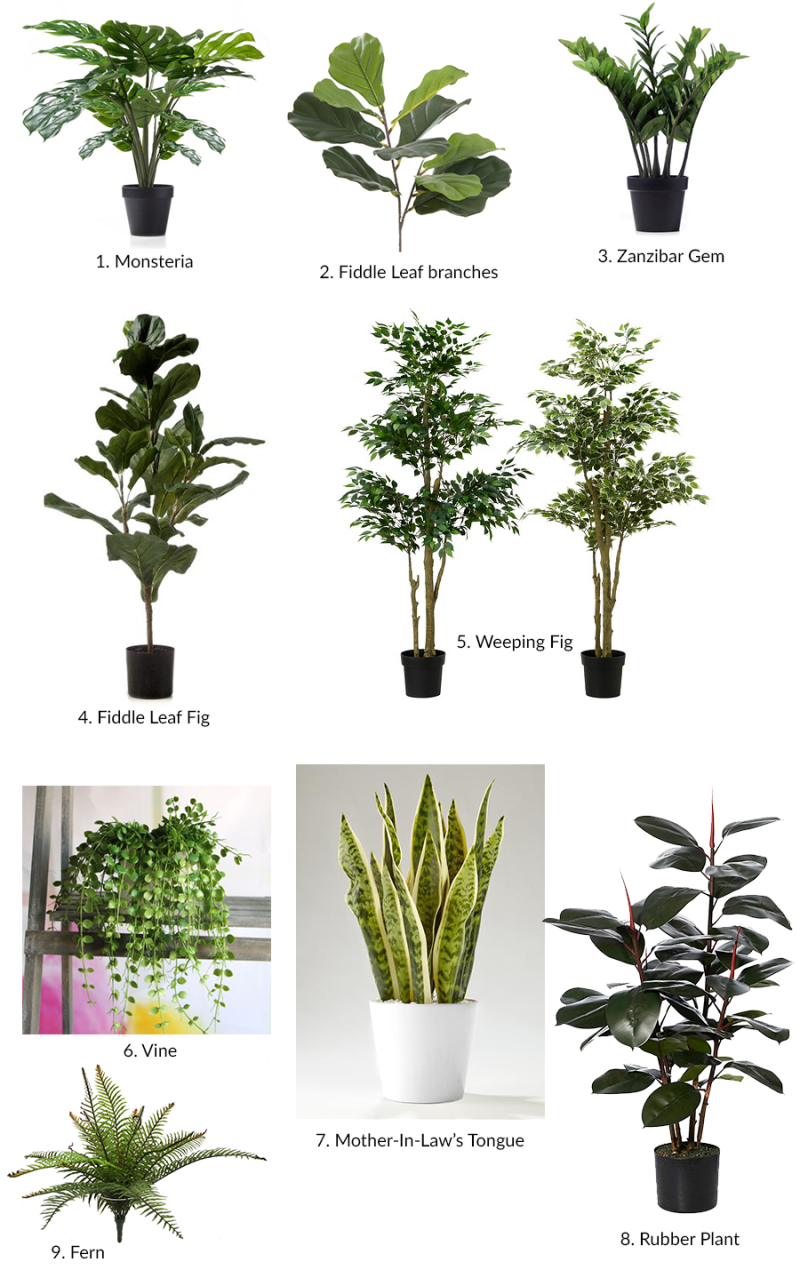 1. Monsteria
2. Fiddle Leaf branches
3. Zanzibar Gem
4. Fiddle Leaf Fig
5. Weeping Fig
6. Vine
7. Mother-In-Law's Tongue
8. Rubber Plant
9. Fern